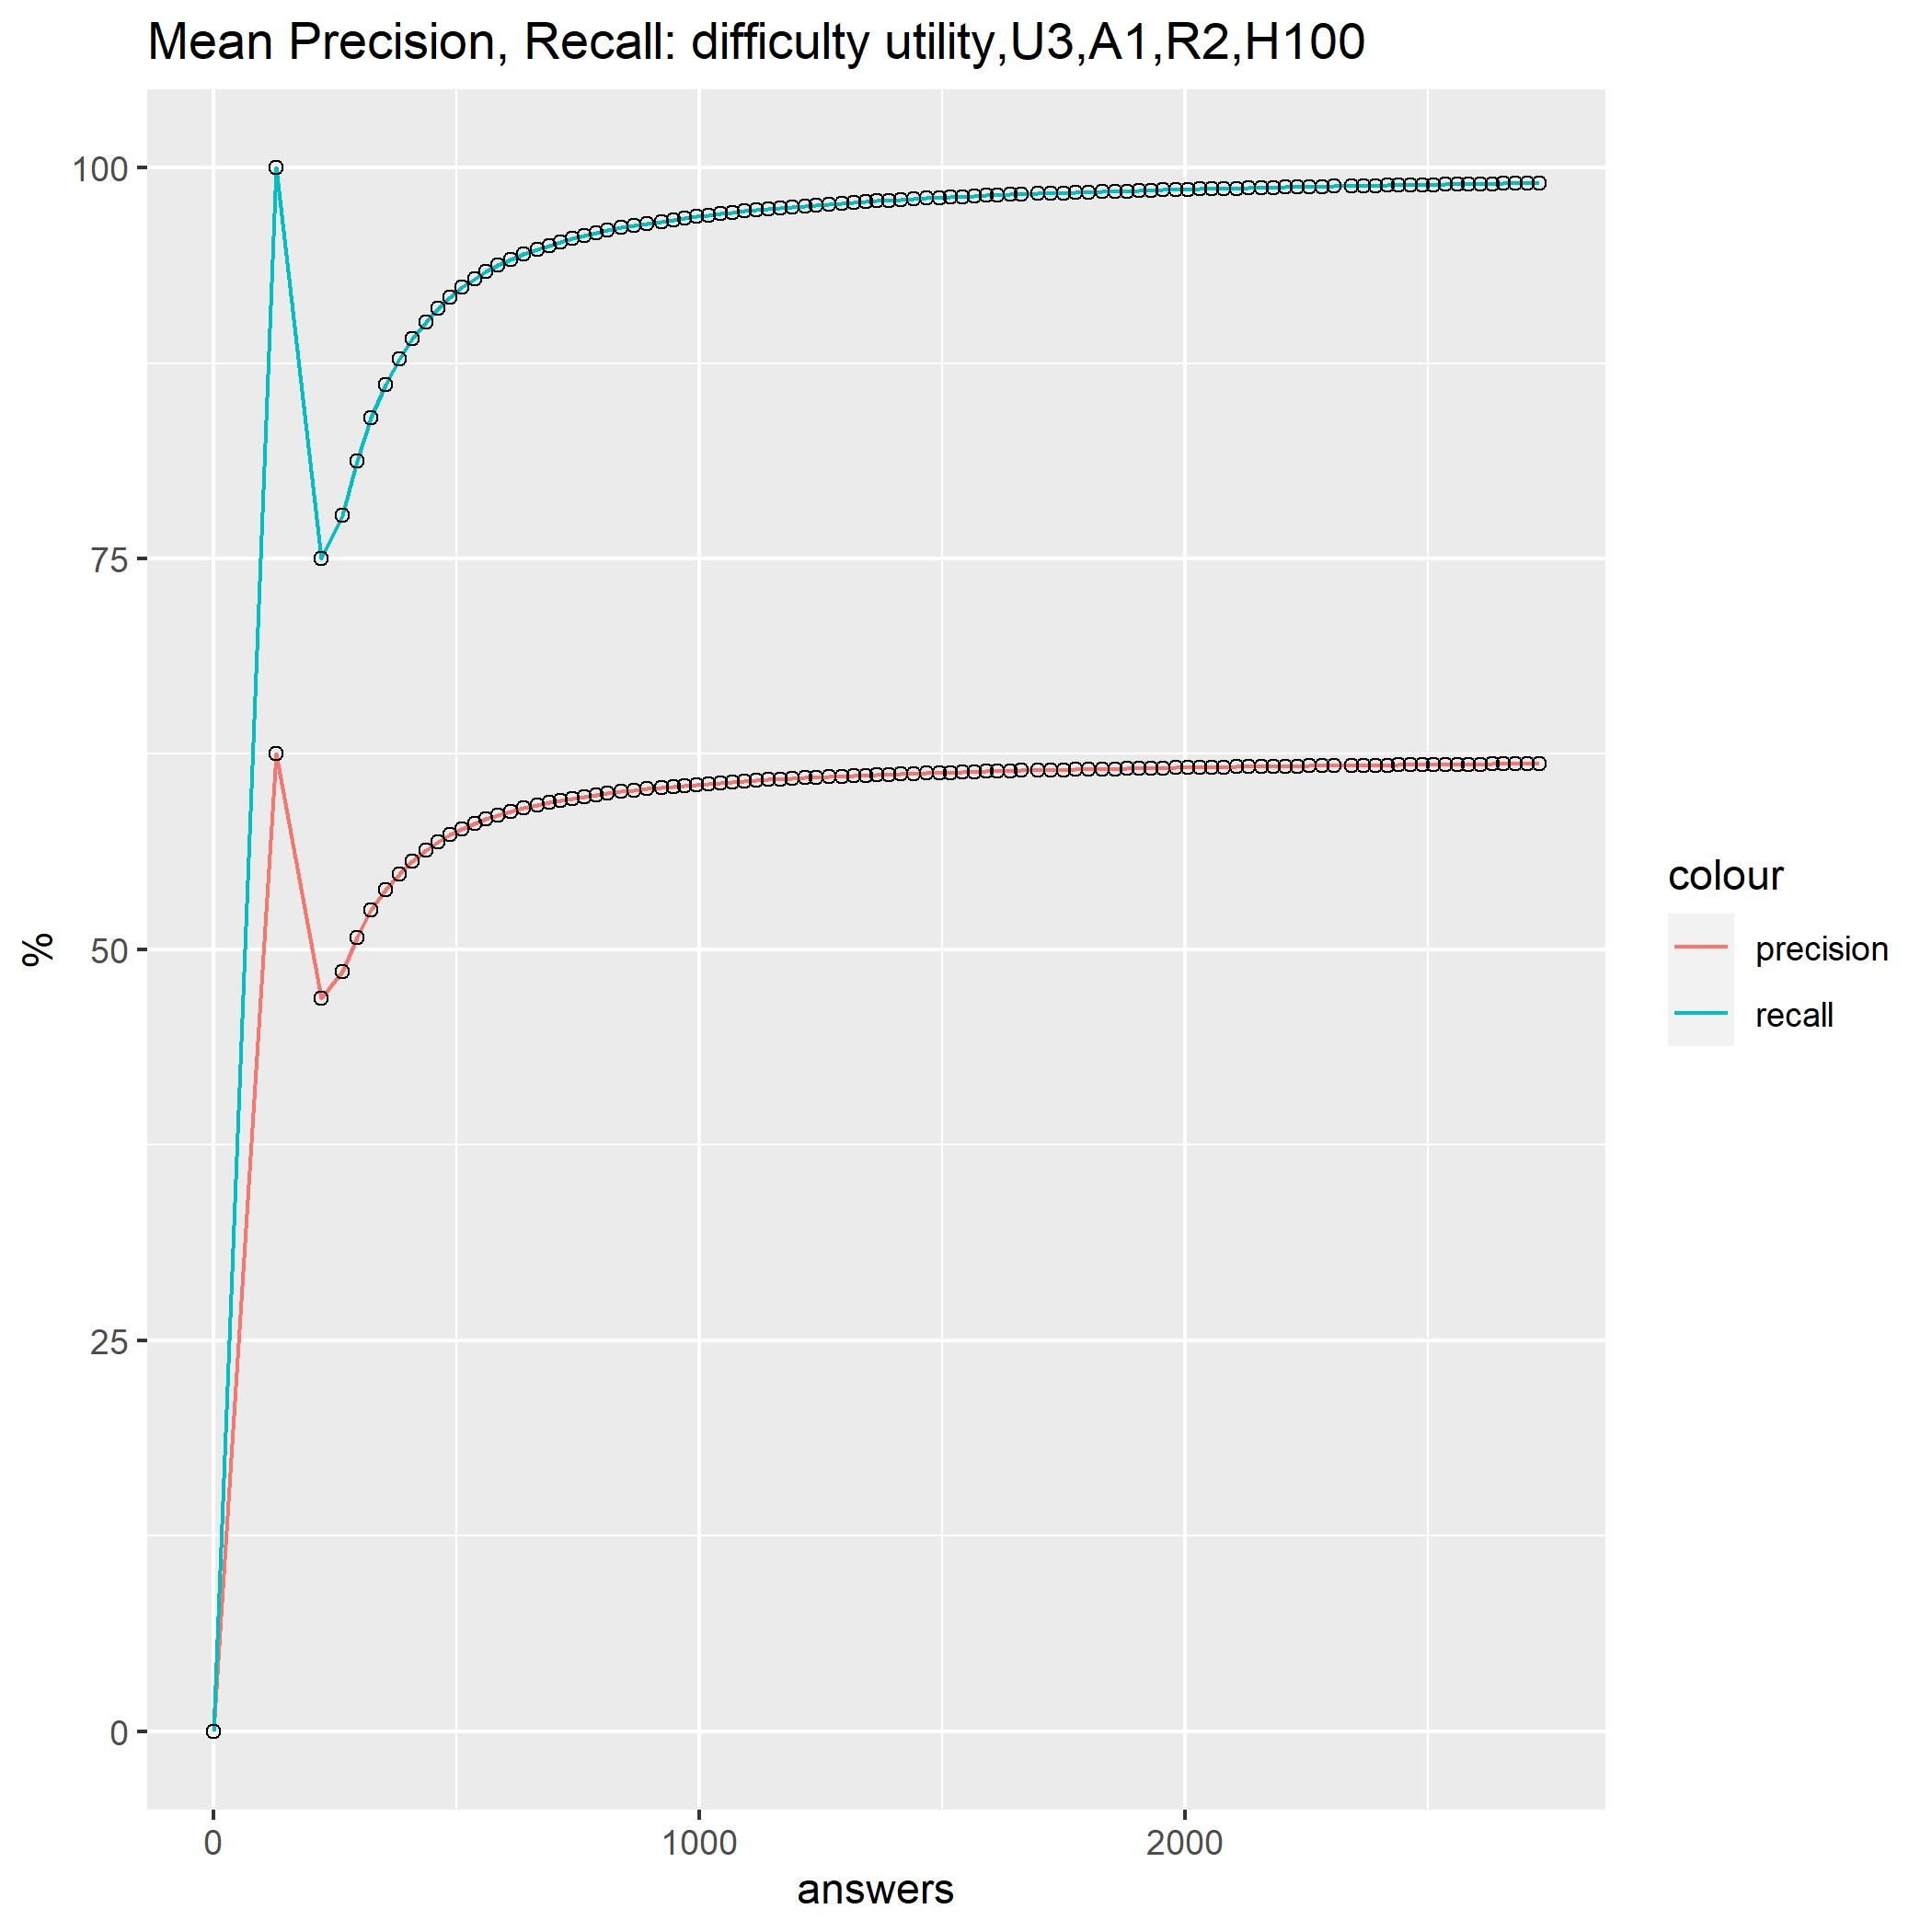 Mean Precision, Recall: difficulty utility,U3,A1,R2,H100
100
75
50
25
0
%
0 1000 2000
answers
colour
precision
recall